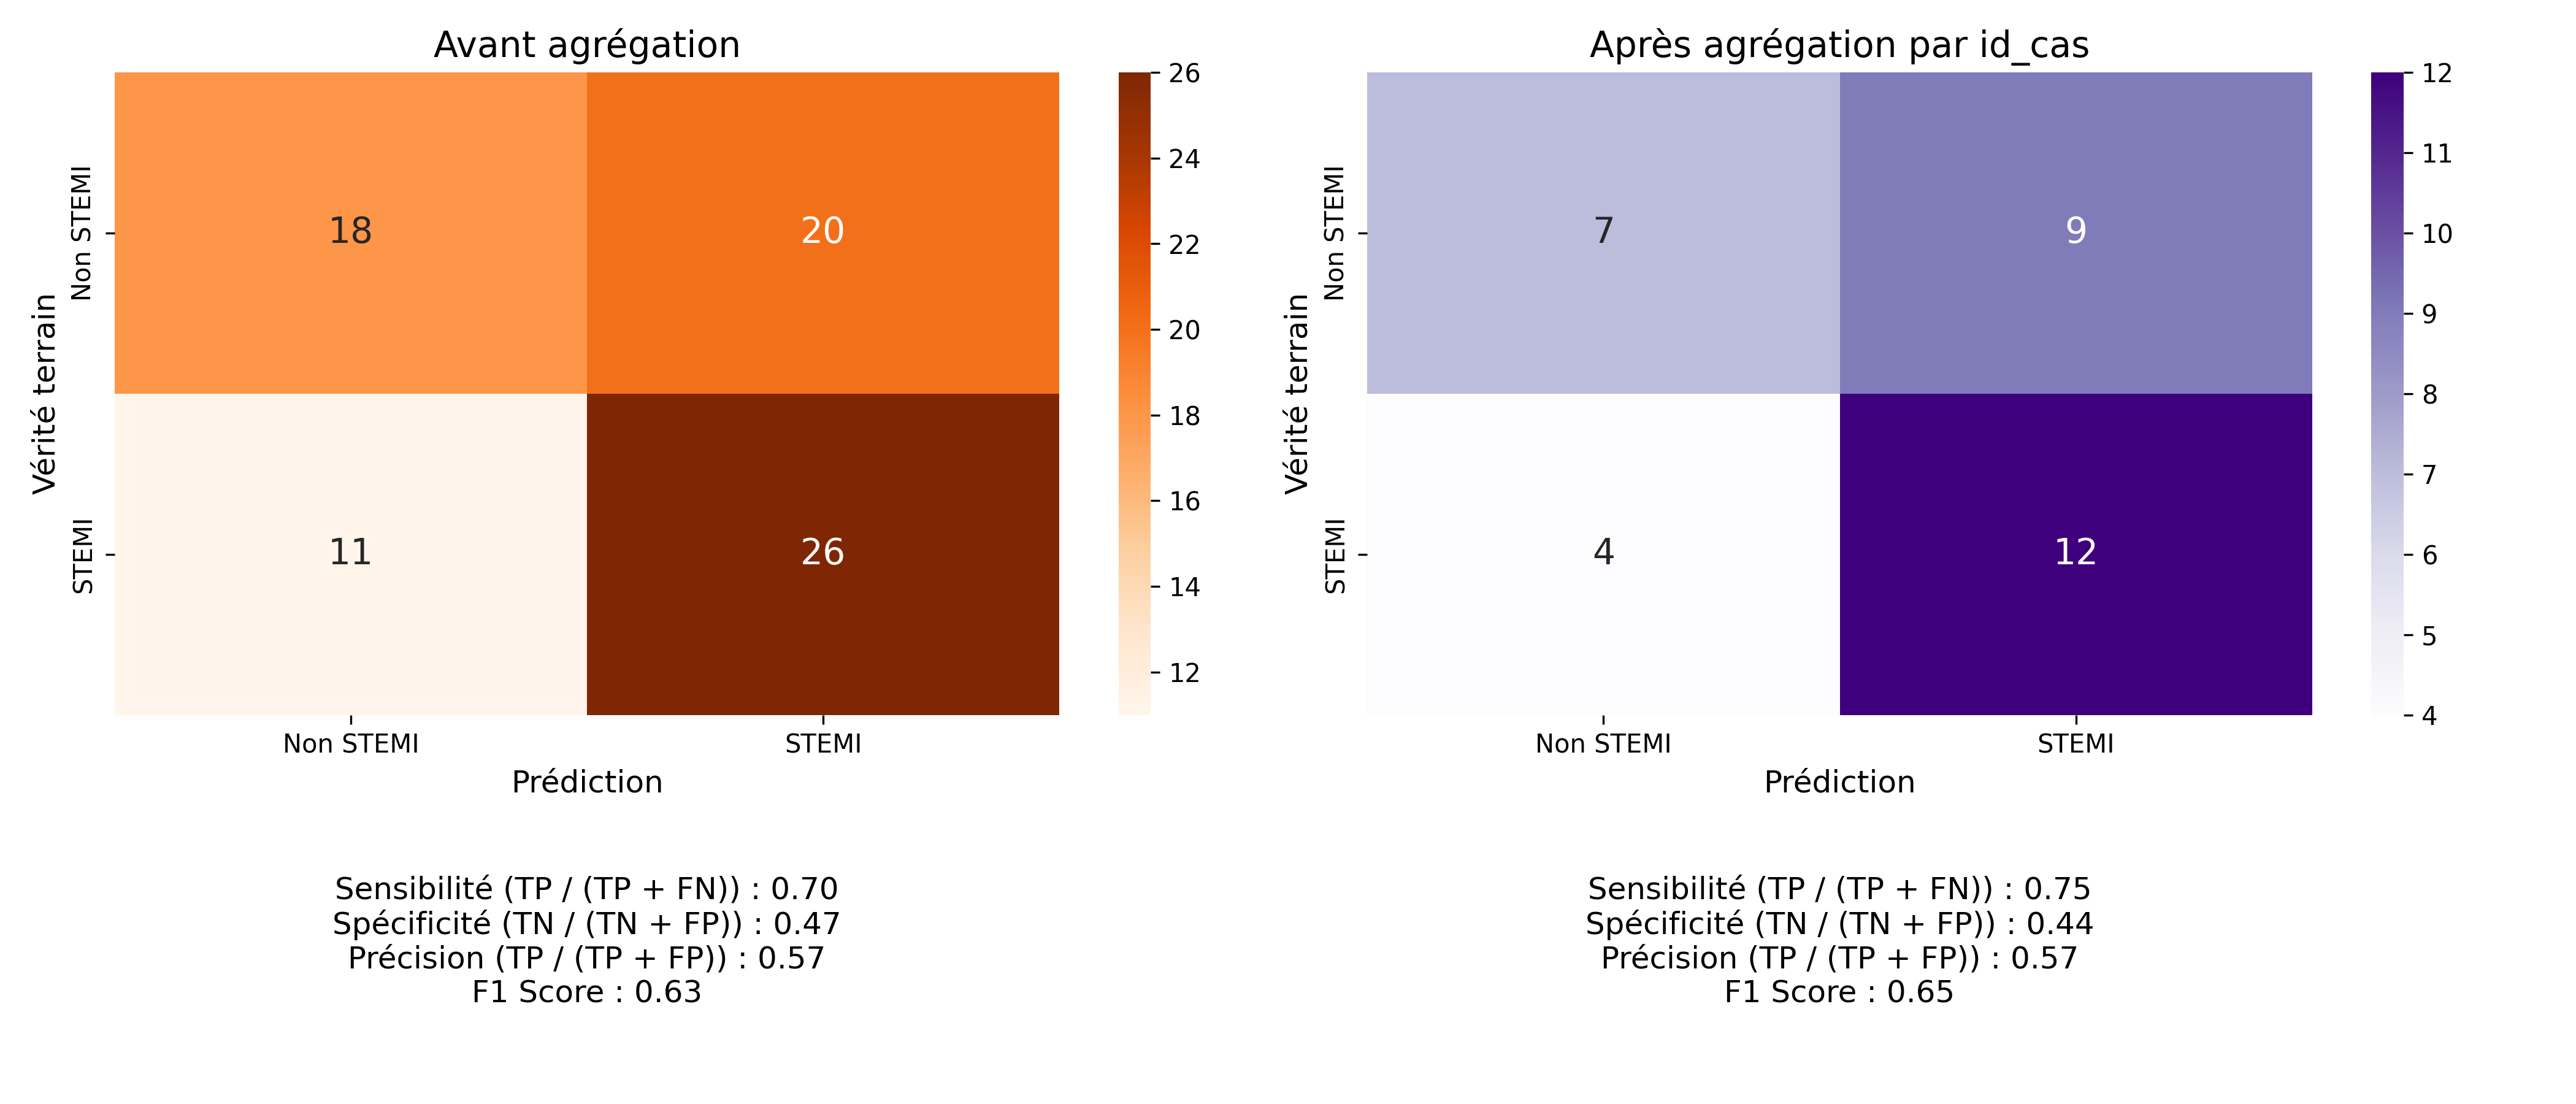 Avant agrégation
Vérité terrain
Non STEMI
STEMI
18
20
11
26
Non STEMI
STEMI
Prédiction
26
24
22
20
18
16
14
12
Sensibilité (TP / (TP + FN)) : 0.70
Spécificité (TN / (TN + FP)) : 0.47
Précision (TP / (TP + FP)) : 0.57
F1 Score : 0.63
Après agrégation par id_cas
Vérité terrain
Non STEMI
STEMI
7
9
4
12
Non STEMI
STEMI
Prédiction
12
11
10
9
8
7
6
5
4
Sensibilité (TP / (TP + FN)) : 0.75
Spécificité (TN / (TN + FP)) : 0.44
Précision (TP / (TP + FP)) : 0.57
F1 Score : 0.65